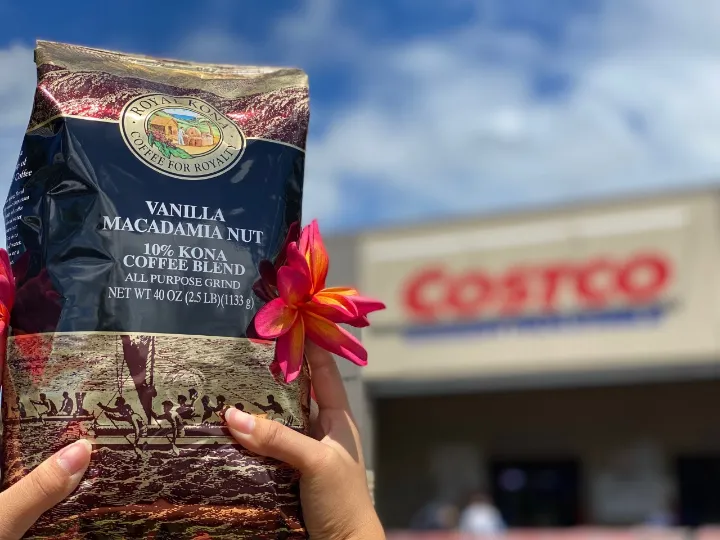 ROYAL KONA
COFFEE FOR ROYALTY
VANILLA
MACADAMIA NUT
10% KONA
COFFEE BLEND
ALL PURPOSE GRIND
NET WT 40 OZ (2.5 LB)(1133 g)
COSTCO